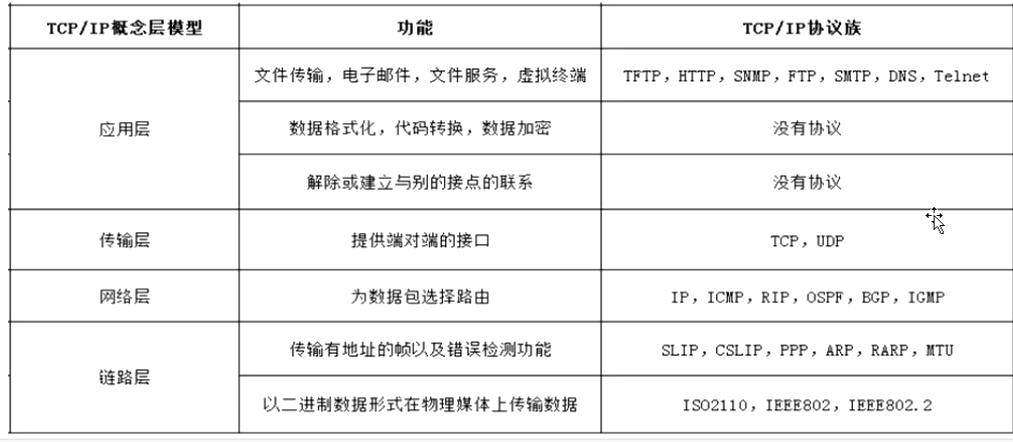 TCP/IP概念层模型 功能 TCP/IP协议族
应用层
文件传输，电子邮件，文件服务，虚拟终端 TFTP，HTTP，SNMP，FTP，SMTP，DNS，Telnet
数据格式化，代码转换，数据加密 没有协议
解除或建立与别的接点的联系 没有协议
传输层 提供端对端的接口 TCP，UDP
网络层 为数据包选择路由 IP，ICMP，RIP，OSPF，BGP，IGMP
链路层
传输有地址的帧以及错误检测功能 SLIP，CSLIP，PPP，ARP，RARP，MTU
以二进制数据形式在物理媒体上传输数据 ISO2110，IEEE802，IEEE802.2